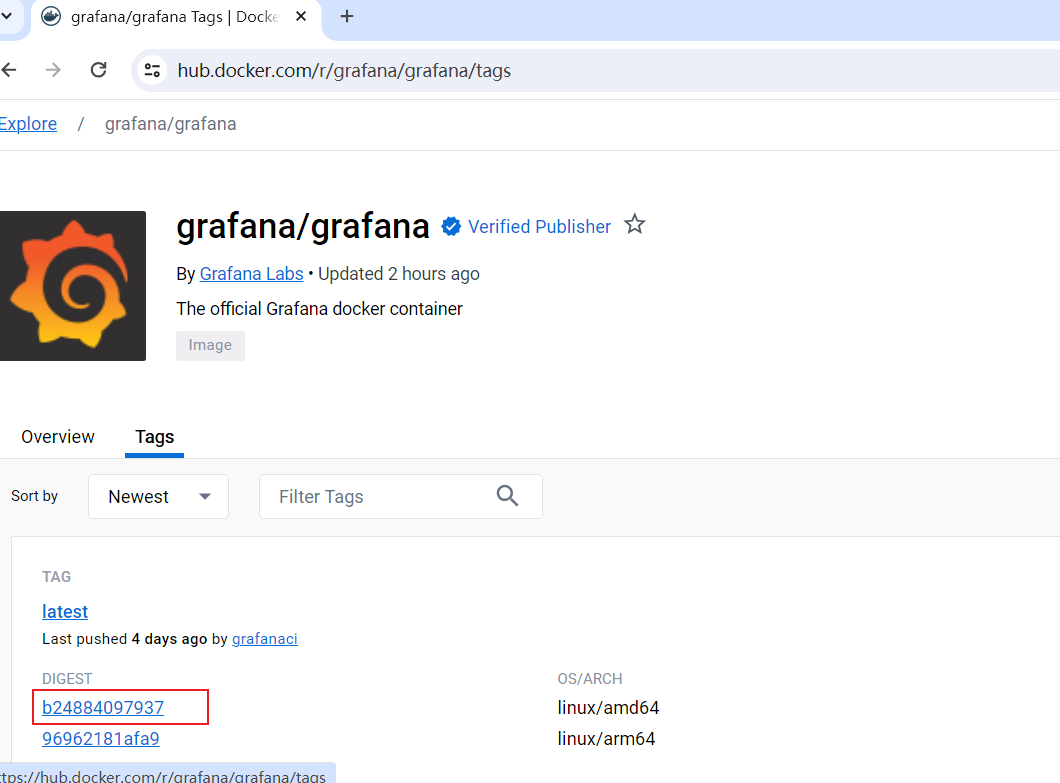 grafana/grafana Tags | Docke
hub.docker.com/r/grafana/grafana/tags
Explore / grafana/grafana
grafana/grafana Verified Publisher
By Grafana Labs • Updated 2 hours ago
The official Grafana docker container
Image
Overview Tags
Sort by Newest Filter Tags
TAG
latest
Last pushed 4 days ago by grafanaci
DIGEST OS/ARCH
b24884097937 linux/amd64
96962181afa9 linux/arm64
ttps://hub.docker.com/r/grafana/grafana/tags